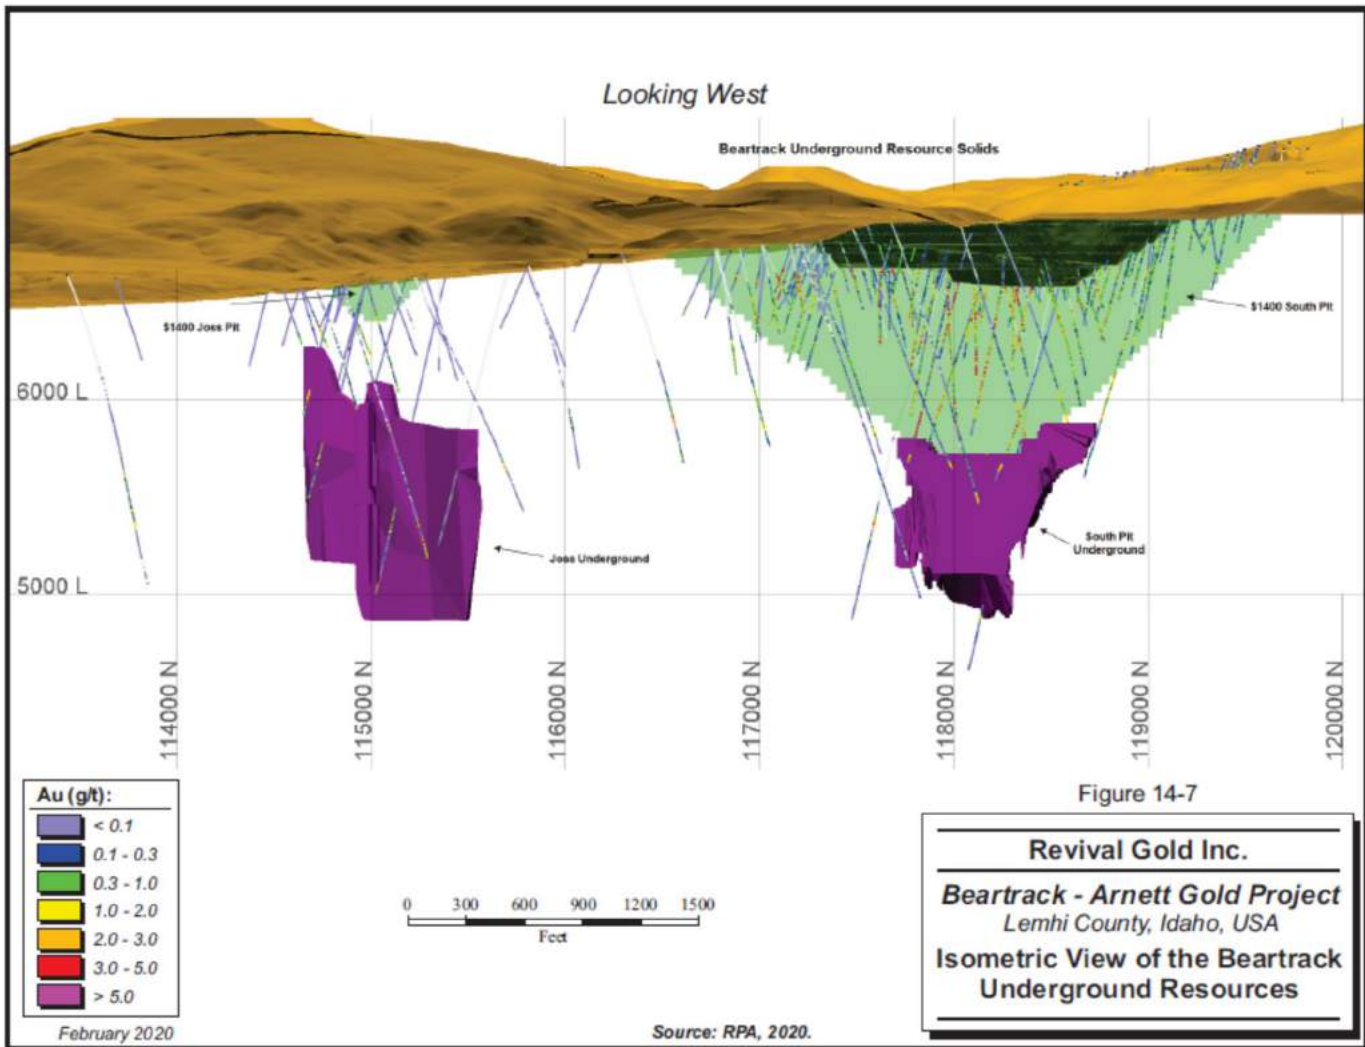 Looking West
Beartrack Underground Resource Solids
$1400 Joss Pit
$1400 South Pit
6000 L
Joss Underground
South Pit
Underground
5000 L
114000 N
115000 N
116000 N
117000 N
118000 N
119000 N
120000 N
Au (g/t):
< 0.1
0.1 - 0.3
0.3 - 1.0
1.0 - 2.0
2.0 - 3.0
3.0 - 5.0
> 5.0
February 2020
0 300 600 900 1200 1500
Feet
Source: RPA, 2020.
Figure 14-7
Revival Gold Inc.
Beartrack - Arnett Gold Project
Lemhi County, Idaho, USA
Isometric View of the Beartrack
Underground Resources